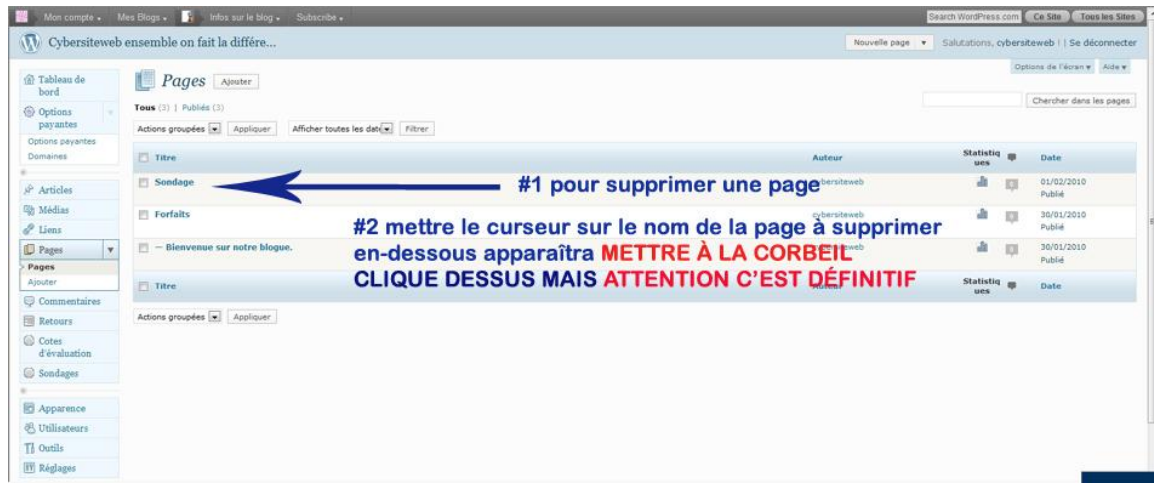 Mon compte Mes Blogs Infos sur le blog Subscribe Search WordPress.com Ce Site Tous les Sites
Cybersiteweb ensemble on fait la différe... Nouvelle page Salutations, cybersiteweb ! | Se déconnecter
Options de l'écran Aide
Tableau de bord
Options payantes
Options payantes
Domaines
Articles
Médias
Liens
Pages
Pages
Ajouter
Commentaires
Retours
Cotes d'évaluation
Sondages
Apparence
Utilisateurs
Outils
Réglages
Pages Ajouter
Tous (3) | Publiés (3) Chercher dans les pages
Actions groupées Appliquer Afficher toutes les dat Filtrer
Titre Auteur Statistiques Date
Sondage cybersiteweb 01/02/2010
Publié
#1 pour supprimer une page
Forfaits cybersiteweb 30/01/2010
Publié
#2 mettre le curseur sur le nom de la page à supprimer
— Bienvenue sur notre blogue. cybersiteweb 30/01/2010
Publié
en-dessous apparaîtra METTRE À LA CORBEIL
CLIQUE DESSUS MAIS ATTENTION C'EST DÉFINITIF
Titre Auteur Statistiques Date
Actions groupées Appliquer